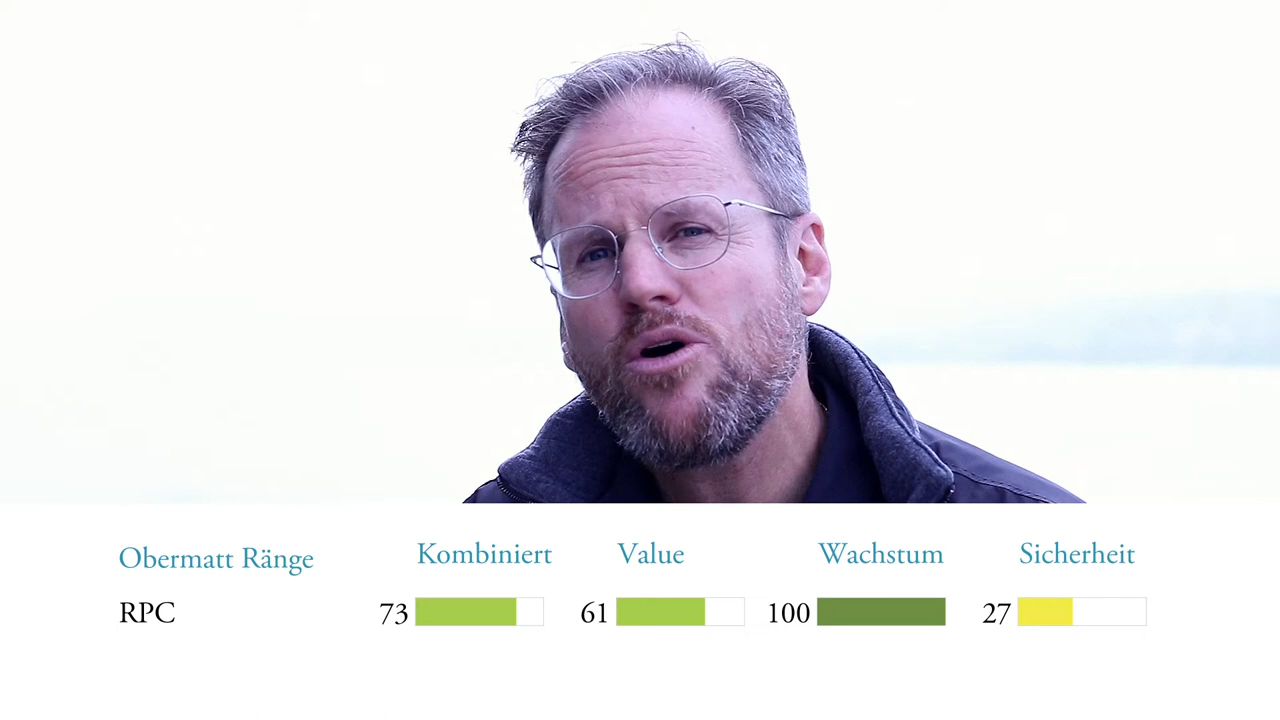 Obermatt Ränge Kombiniert Value Wachstum Sicherheit
RPC 73 61 100 27